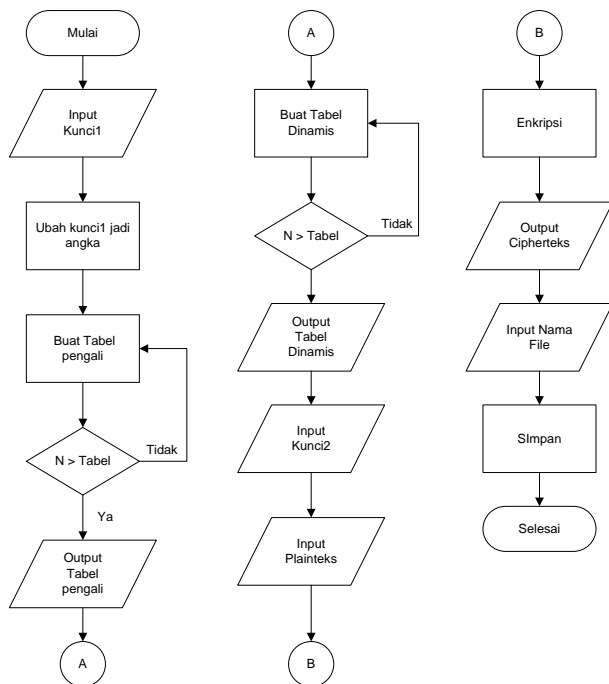 Mulai
Input
Kunci1
Ubah kunci1 jadi
angka
Buat Tabel
pengali
N > Tabel
Tidak
Ya
Output
Tabel
pengali
A
A
Buat Tabel
Dinamis
N > Tabel
Tidak
Output
Tabel
Dinamis
Input
Kunci2
Input
Plainteks
B
B
Enkripsi
Output
Cipherteks
Input Nama
File
SImpan
Selesai